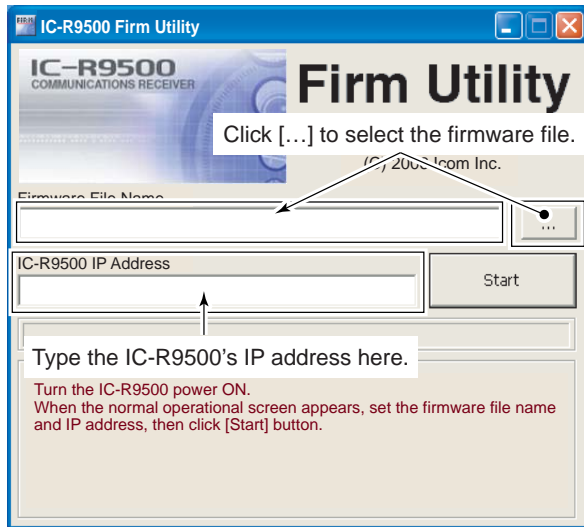 IC-R9500 Firm Utility
IC-R9500
COMMUNICATIONS RECEIVER
Firm Utility
Click […] to select the firmware file.
Icom Inc.
Firmware File Name
...
IC-R9500 IP Address
Start
Type the IC-R9500's IP address here.
Turn the IC-R9500 power ON.
When the normal operational screen appears, set the firmware file name
and IP address, then click [Start] button.